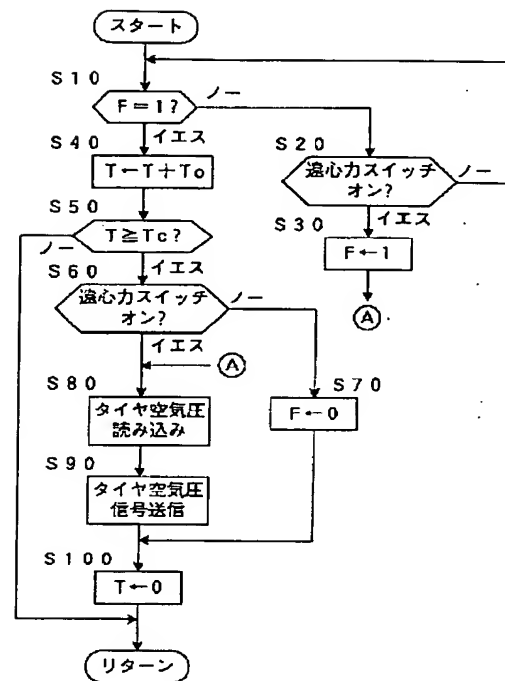 スタート
S10
F=1?
ノー
イエス
S40
T←T+To
S20
遠心力スイッチ
オン?
ノー
イエス
S30
F←1
A
S50
T≧Tc?
ノー
イエス
S60
遠心力スイッチ
オン?
ノー
イエス
A
S70
F←0
S80
タイヤ空気圧
読み込み
S90
タイヤ空気圧
信号送信
S100
T←0
リターン